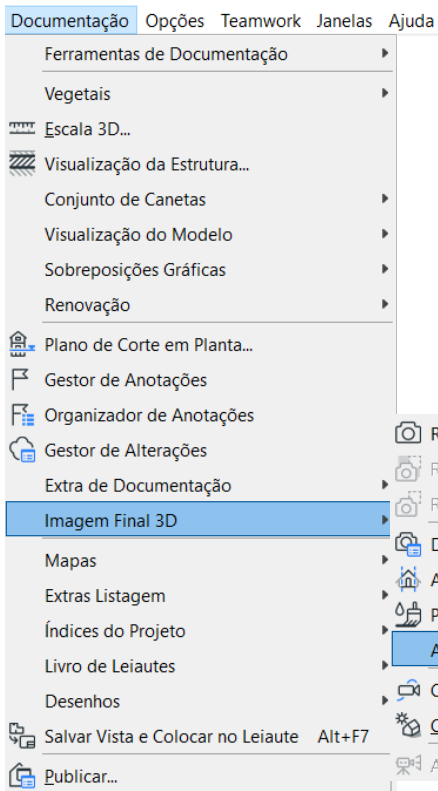 Documentação Opções Teamwork Janelas Ajuda
Ferramentas de Documentação
Vegetais
Escala 3D...
Visualização da Estrutura...
Conjunto de Canetas
Visualização do Modelo
Sobreposições Gráficas
Renovação
Plano de Corte em Planta...
Gestor de Anotações
Organizador de Anotações
Gestor de Alterações
Extra de Documentação
Imagem Final 3D
Mapas
Extras Listagem
Índices do Projeto
Livro de Leiautes
Desenhos
Salvar Vista e Colocar no Leiaute Alt+F7
Publicar...